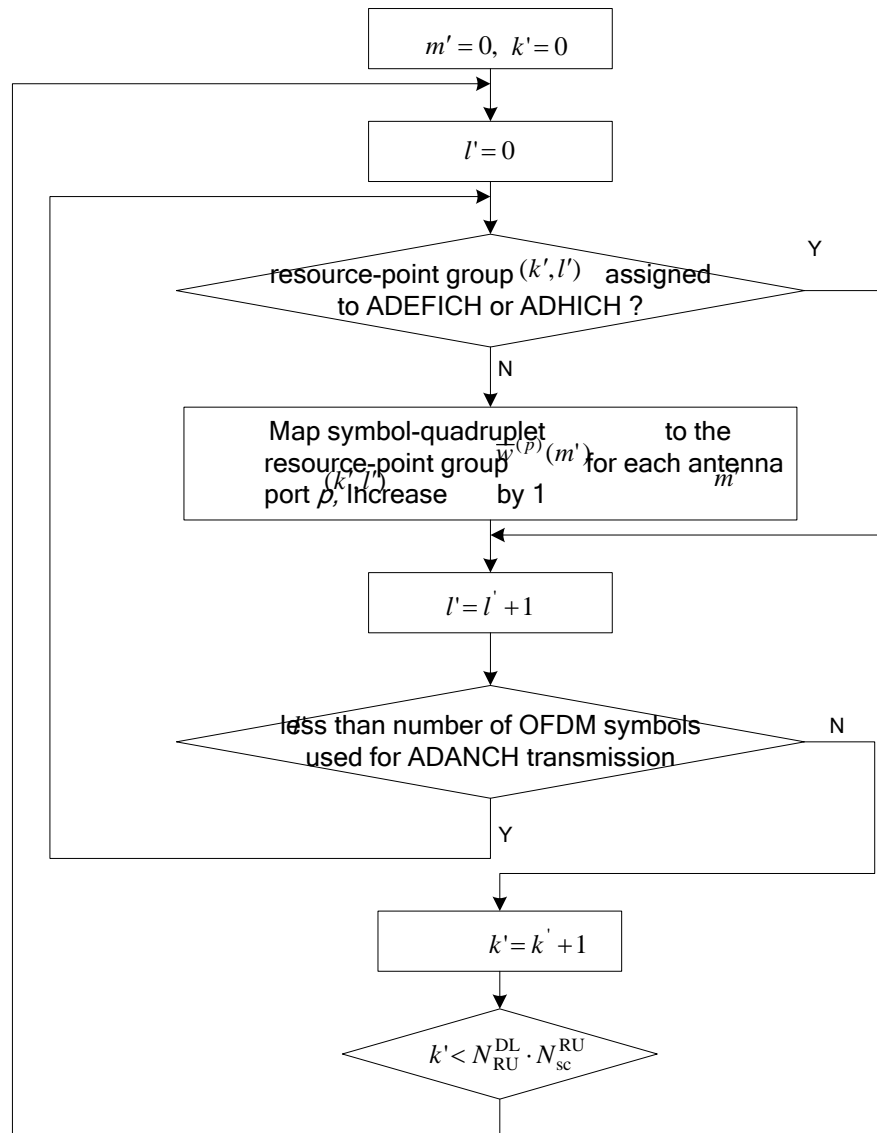 m′=0, k'=0
l'=0
Y
resource-point group (k′,l′) assigned
to ADEFICH or ADHICH ?
N
Map symbol-quadruplet to the
resource-point group w̅^(p)(m') for each antenna
port p, Increase (k′,l′) by 1 m'
l'= l' +1
N
less than number of OFDM symbols
used for ADANCH transmission
Y
k'= k' +1
k'< N_RU^DL · N_sc^RU